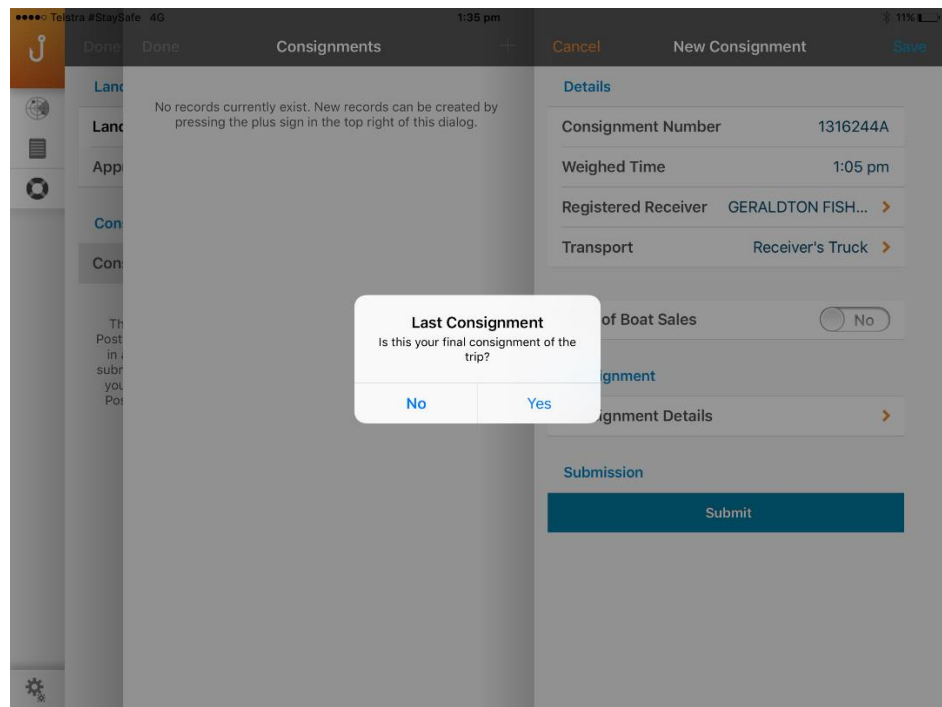 Telstra #StaySafe 4G
1:35 pm
11%
Done
Done
Consignments
+
Cancel
New Consignment
Save
No records currently exist. New records can be created by
pressing the plus sign in the top right of this dialog.
Details
Consignment Number 1316244A
Weighed Time 1:05 pm
Registered Receiver GERALDTON FISH...
Transport Receiver's Truck
of Boat Sales No
Consignment Details
Submission
Submit
Last Consignment
Is this your final consignment of the
trip?
No
Yes